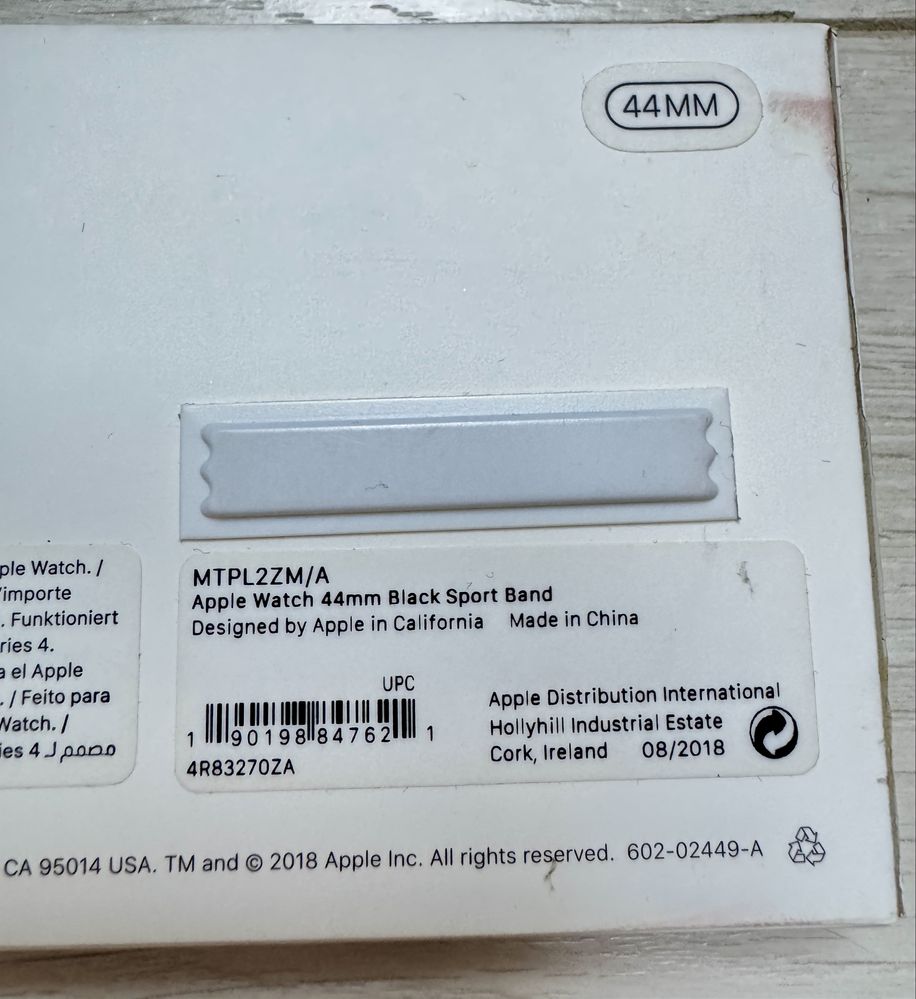 44MM
ple Watch. /
'importe
. Funktioniert
ries 4.
a el Apple
. / Feito para
Watch. /
مصمم لـ ies 4
MTPL2ZM/A
Apple Watch 44mm Black Sport Band
Designed by Apple in California Made in China
UPC
1 90198 84762 1
4R83270ZA
Apple Distribution International
Hollyhill Industrial Estate
Cork, Ireland 08/2018
CA 95014 USA. TM and © 2018 Apple Inc. All rights reserved. 602-02449-A